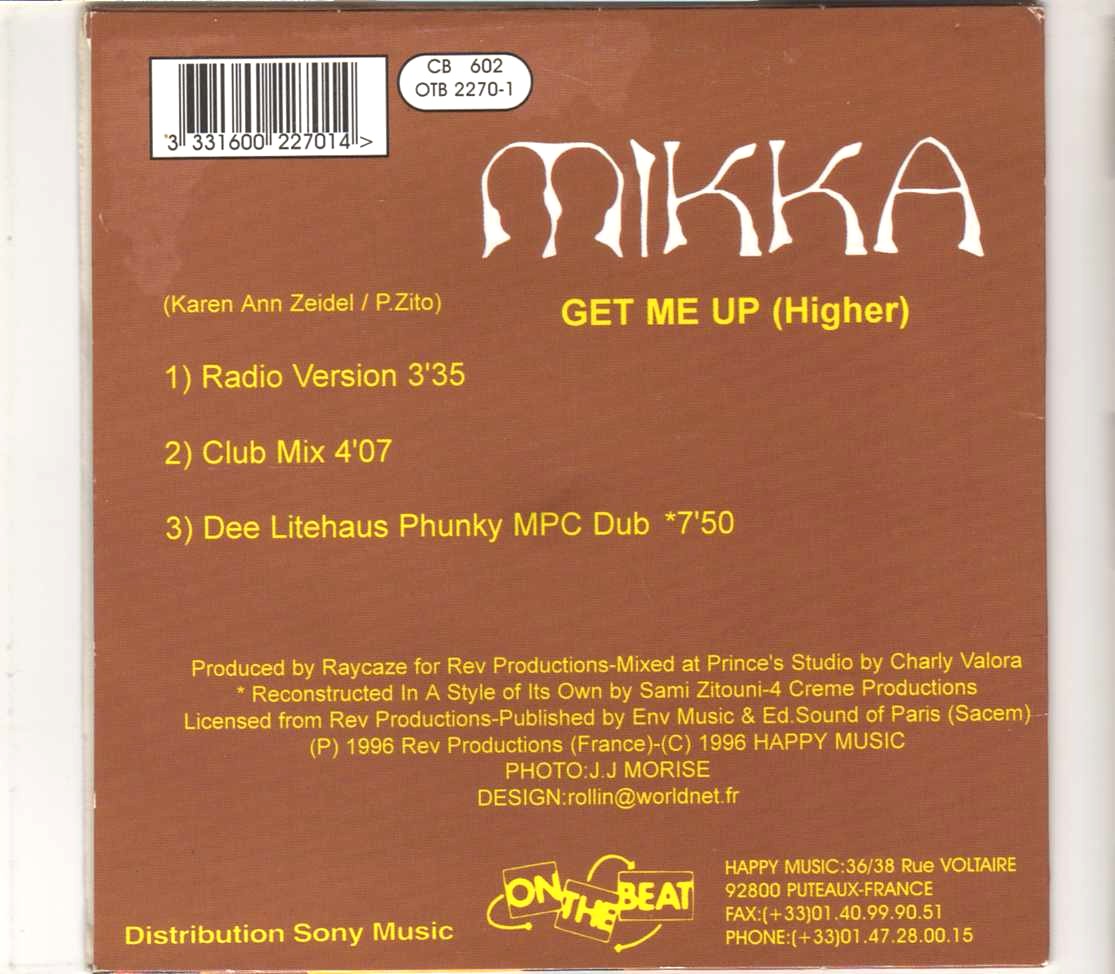 CB 602
OTB 2270-1
3 331600 227014 >
MIKKA
(Karen Ann Zeidel / P.Zito)
GET ME UP (Higher)
1) Radio Version 3'35
2) Club Mix 4'07
3) Dee Litehaus Phunky MPC Dub *7'50
Produced by Raycaze for Rev Productions-Mixed at Prince's Studio by Charly Valora
* Reconstructed In A Style of Its Own by Sami Zitouni-4 Creme Productions
Licensed from Rev Productions-Published by Env Music & Ed.Sound of Paris (Sacem)
(P) 1996 Rev Productions (France)-(C) 1996 HAPPY MUSIC
PHOTO:J.J MORISE
DESIGN:rollin@worldnet.fr
Distribution Sony Music
ON THE BEAT
HAPPY MUSIC:36/38 Rue VOLTAIRE
92800 PUTEAUX-FRANCE
FAX:(+33)01.40.99.90.51
PHONE:(+33)01.47.28.00.15